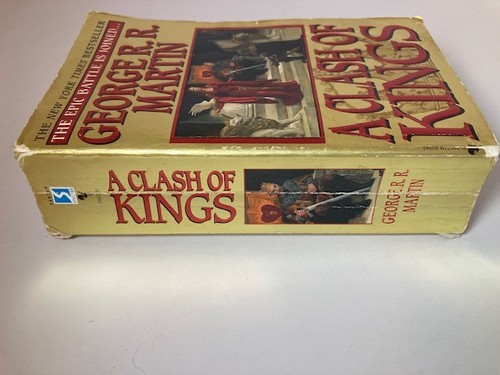 THE NEW YORK TIMES BESTSELLER
THE EPIC BATTLE IS JOINED...
GEORGE R. R.
MARTIN
A CLASH OF
KINGS
A CLASH OF
KINGS
GEORGE R. R.
MARTIN